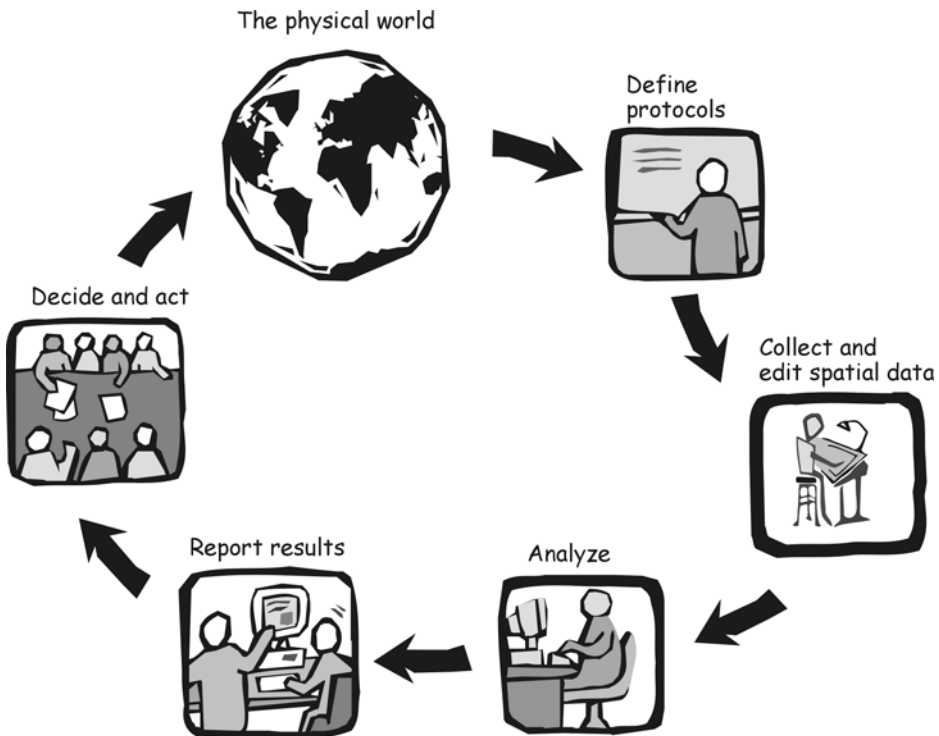 The physical world
Define
protocols
Collect and
edit spatial data
Analyze
Report results
Decide and act